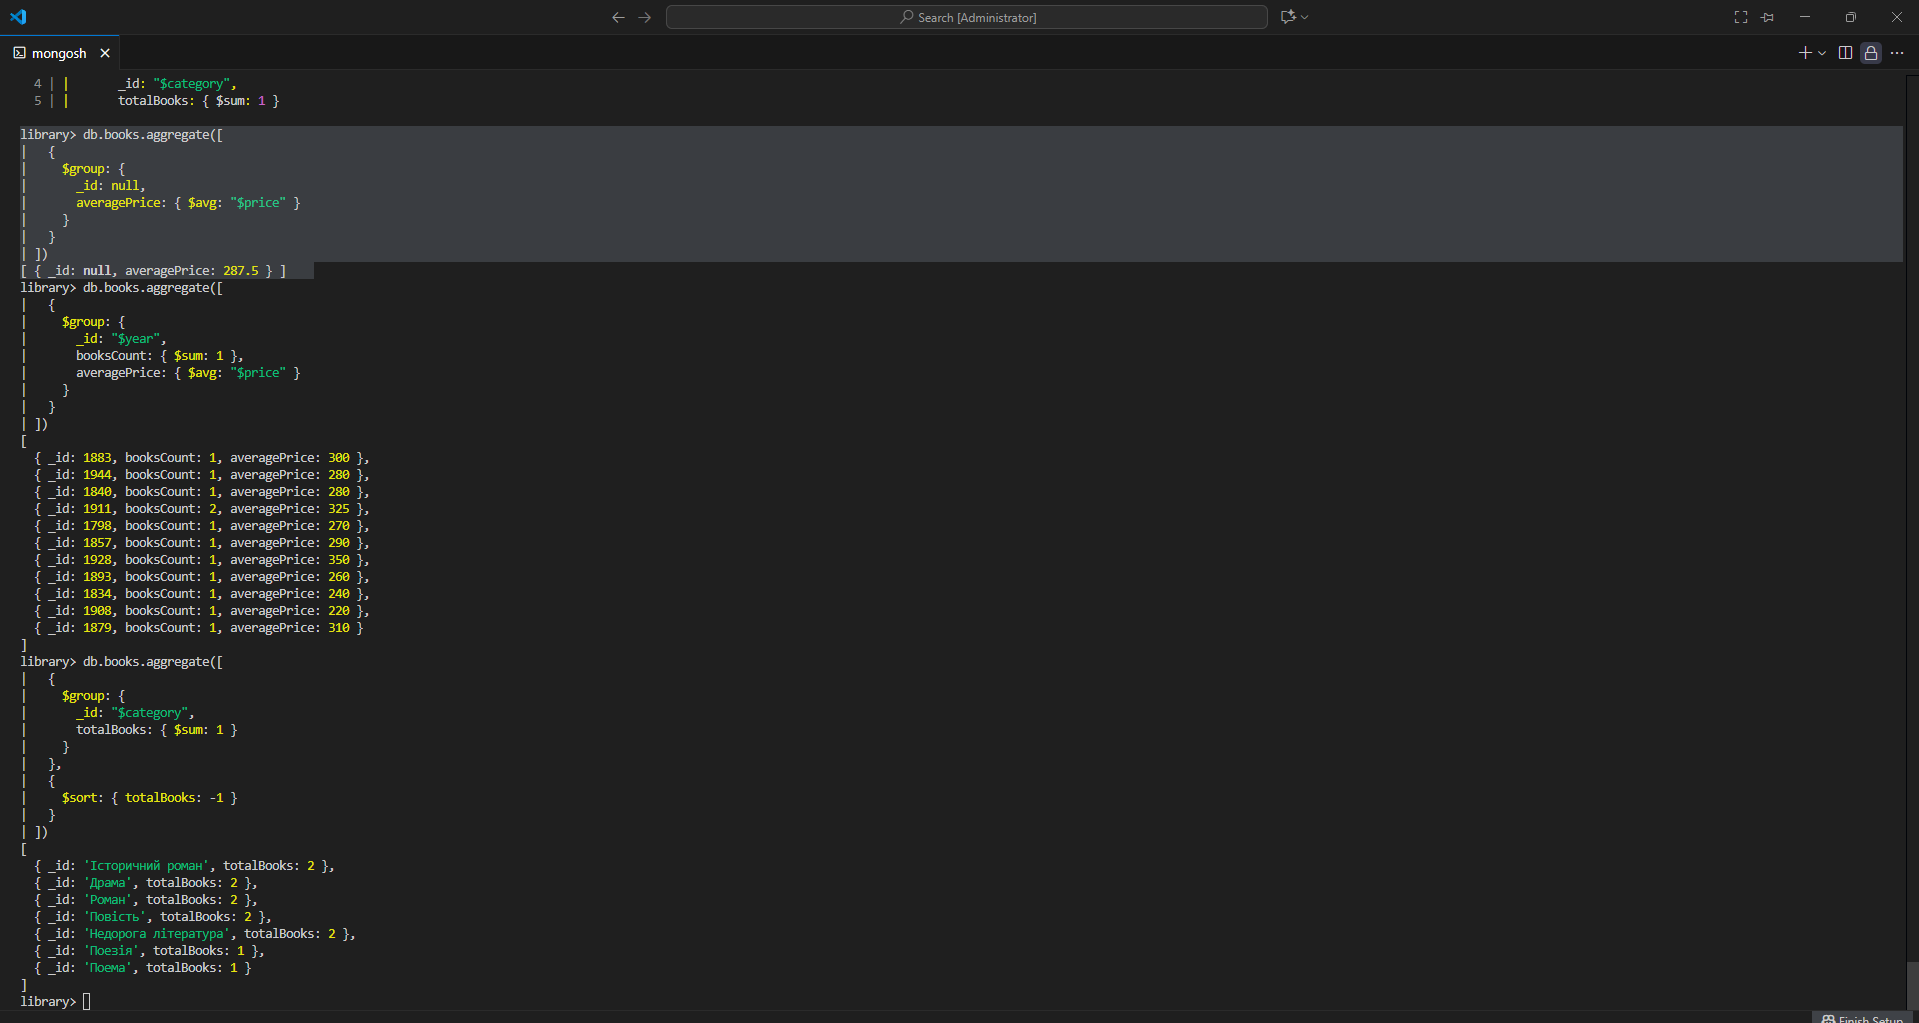 Search [Administrator]
mongosh
4 | |       _id: "$category",
5 | |       totalBooks: { $sum: 1 }
library> db.books.aggregate([
|   {
|     $group: {
|       _id: null,
|       averagePrice: { $avg: "$price" }
|     }
|   }
| ])
[ { _id: null, averagePrice: 287.5 } ]
library> db.books.aggregate([
|   {
|     $group: {
|       _id: "$year",
|       booksCount: { $sum: 1 },
|       averagePrice: { $avg: "$price" }
|     }
|   }
| ])
[
  { _id: 1883, booksCount: 1, averagePrice: 300 },
  { _id: 1944, booksCount: 1, averagePrice: 280 },
  { _id: 1840, booksCount: 1, averagePrice: 280 },
  { _id: 1911, booksCount: 2, averagePrice: 325 },
  { _id: 1798, booksCount: 1, averagePrice: 270 },
  { _id: 1857, booksCount: 1, averagePrice: 290 },
  { _id: 1928, booksCount: 1, averagePrice: 350 },
  { _id: 1893, booksCount: 1, averagePrice: 260 },
  { _id: 1834, booksCount: 1, averagePrice: 240 },
  { _id: 1908, booksCount: 1, averagePrice: 220 },
  { _id: 1879, booksCount: 1, averagePrice: 310 }
]
library> db.books.aggregate([
|   {
|     $group: {
|       _id: "$category",
|       totalBooks: { $sum: 1 }
|     }
|   },
|   {
|     $sort: { totalBooks: -1 }
|   }
| ])
[
  { _id: 'Історичний роман', totalBooks: 2 },
  { _id: 'Драма', totalBooks: 2 },
  { _id: 'Роман', totalBooks: 2 },
  { _id: 'Повість', totalBooks: 2 },
  { _id: 'Недорога література', totalBooks: 2 },
  { _id: 'Поезія', totalBooks: 1 },
  { _id: 'Поема', totalBooks: 1 }
]
library>
Finish Setup